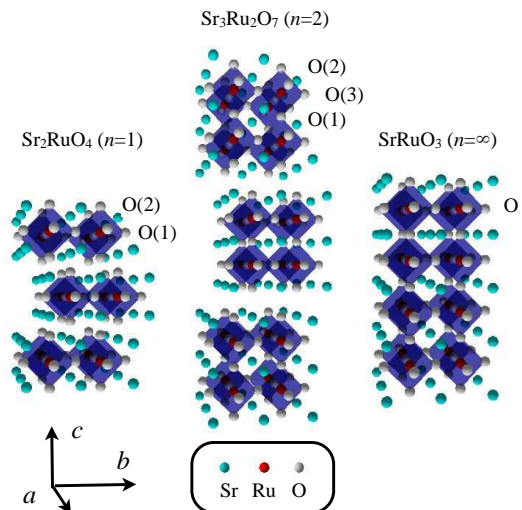 Sr3Ru2O7 (n=2)
O(2)
O(3)
O(1)
Sr2RuO4 (n=1)
O(2)
O(1)
SrRuO3 (n=∞)
O
c
b
a
Sr Ru O